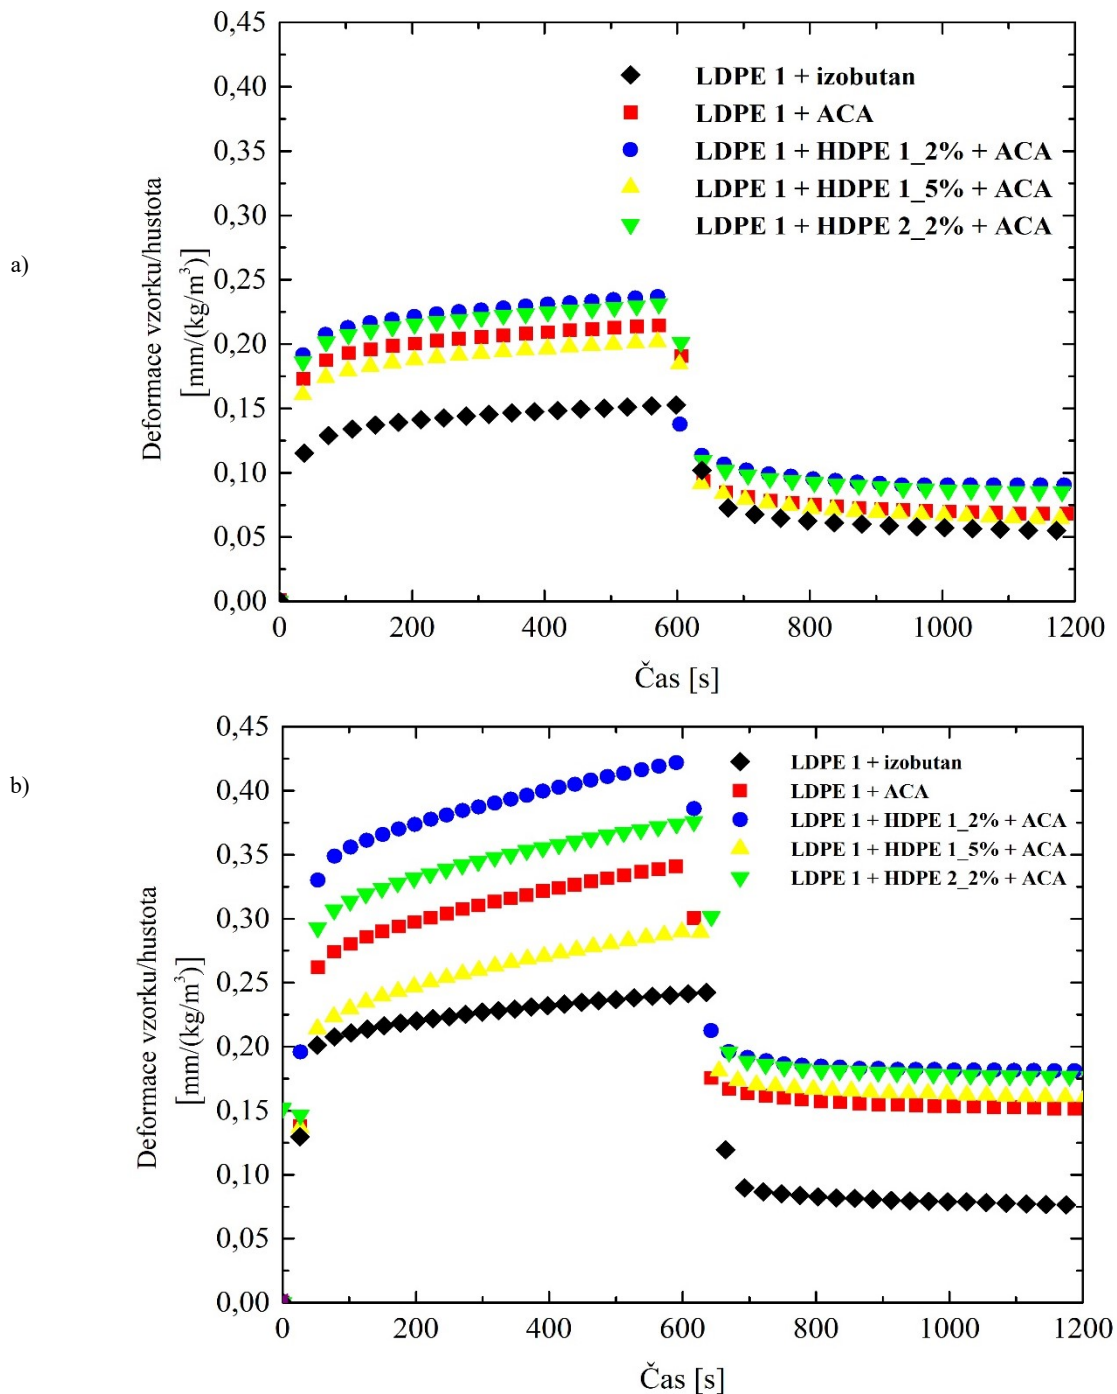 a)
Deformace vzorku/hustota
[mm/(kg/m³)]
0,45
0,40
0,35
0,30
0,25
0,20
0,15
0,10
0,05
0,00
LDPE 1 + izobutan
LDPE 1 + ACA
LDPE 1 + HDPE 1_2% + ACA
LDPE 1 + HDPE 1_5% + ACA
LDPE 1 + HDPE 2_2% + ACA
0 200 400 600 800 1000 1200
Čas [s]
b)
Deformace vzorku/hustota
[mm/(kg/m³)]
0,45
0,40
0,35
0,30
0,25
0,20
0,15
0,10
0,05
0,00
LDPE 1 + izobutan
LDPE 1 + ACA
LDPE 1 + HDPE 1_2% + ACA
LDPE 1 + HDPE 1_5% + ACA
LDPE 1 + HDPE 2_2% + ACA
0 200 400 600 800 1000 1200
Čas [s]